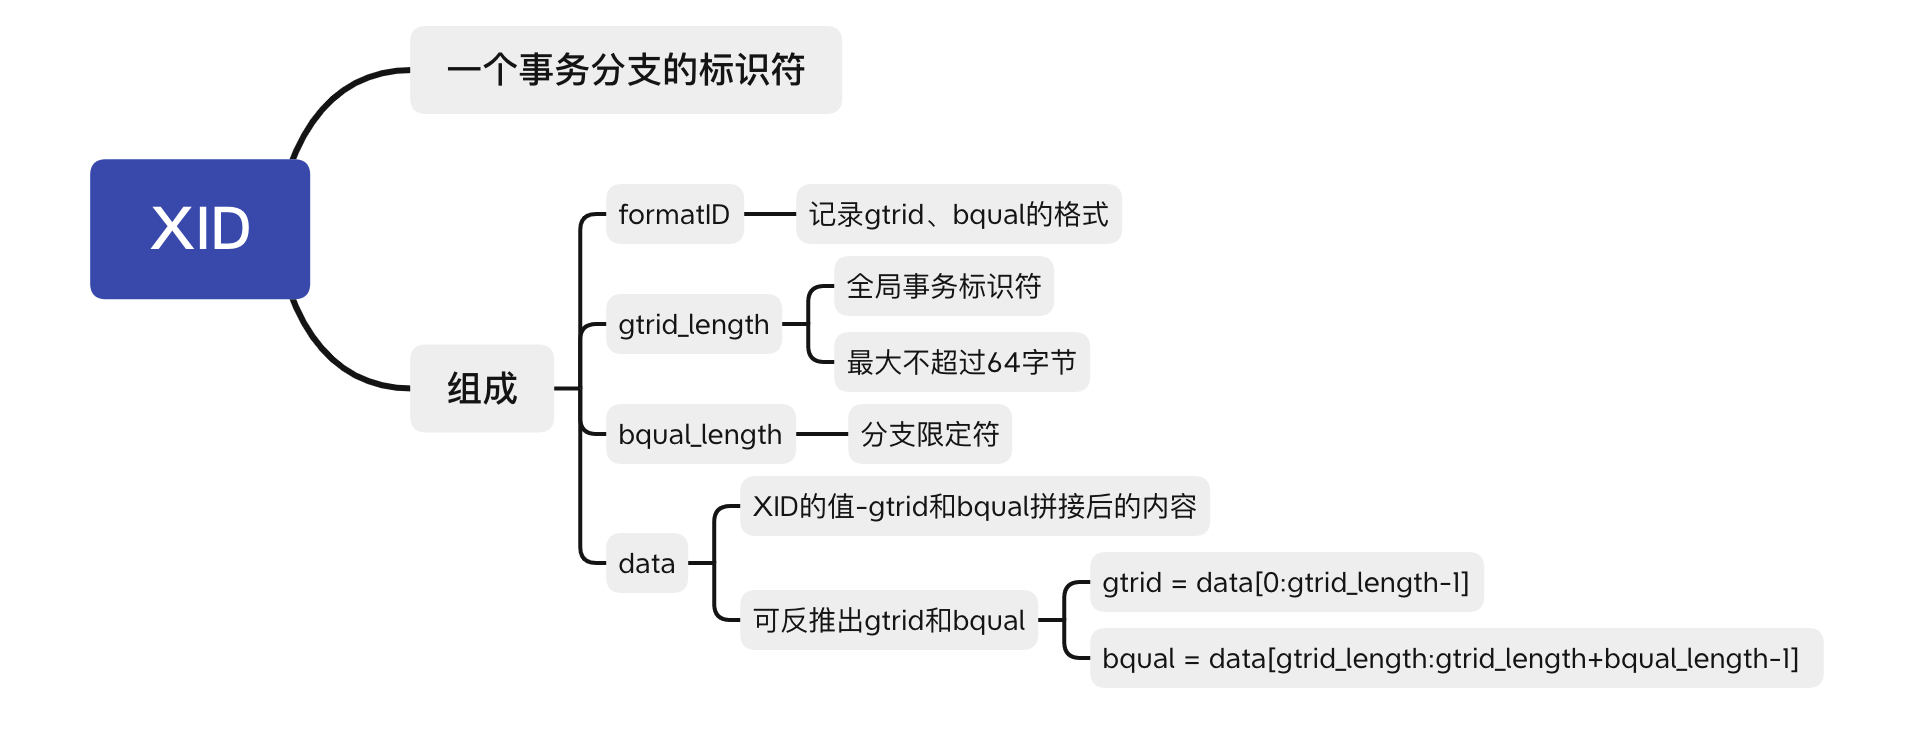 XID
一个事务分支的标识符
组成
formatID
记录gtrid、bqual的格式
gtrid_length
全局事务标识符
最大不超过64字节
bqual_length
分支限定符
data
XID的值-gtrid和bqual拼接后的内容
可反推出gtrid和bqual
gtrid = data[0:gtrid_length-1]
bqual = data[gtrid_length:gtrid_length+bqual_length-1]